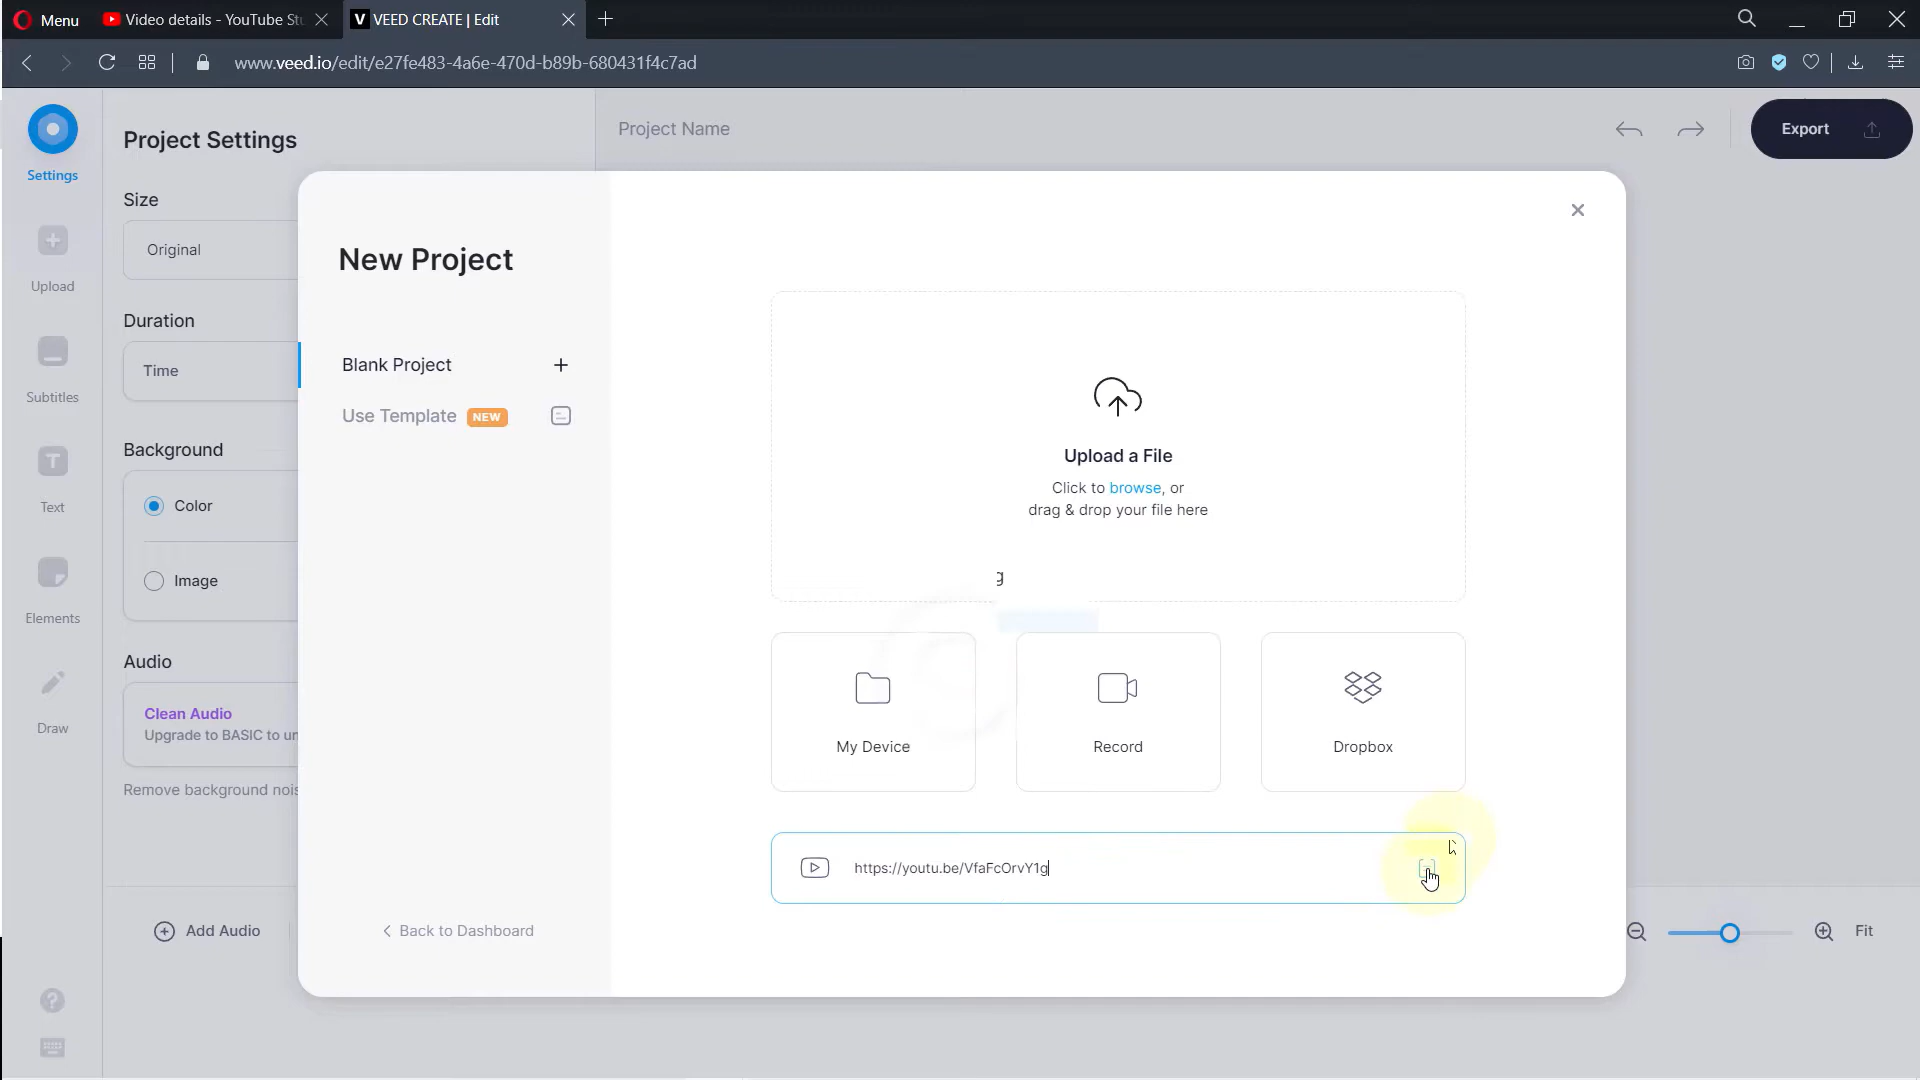 Menu
Video details - YouTube Stu
VEED CREATE | Edit
www.veed.io/edit/e27fe483-4a6e-470d-b89b-680431f4c7ad
Settings
Upload
Subtitles
Text
Elements
Draw
Project Settings
Size
Original
Duration
Time
Background
Color
Image
Audio
Clean Audio
Upgrade to BASIC to un
Remove background nois
Add Audio
Project Name
Export
New Project
Blank Project
Use Template NEW
Back to Dashboard
Upload a File
Click to browse, or
drag & drop your file here
g
My Device
Record
Dropbox
https://youtu.be/VfaFcOrvY1g
Fit